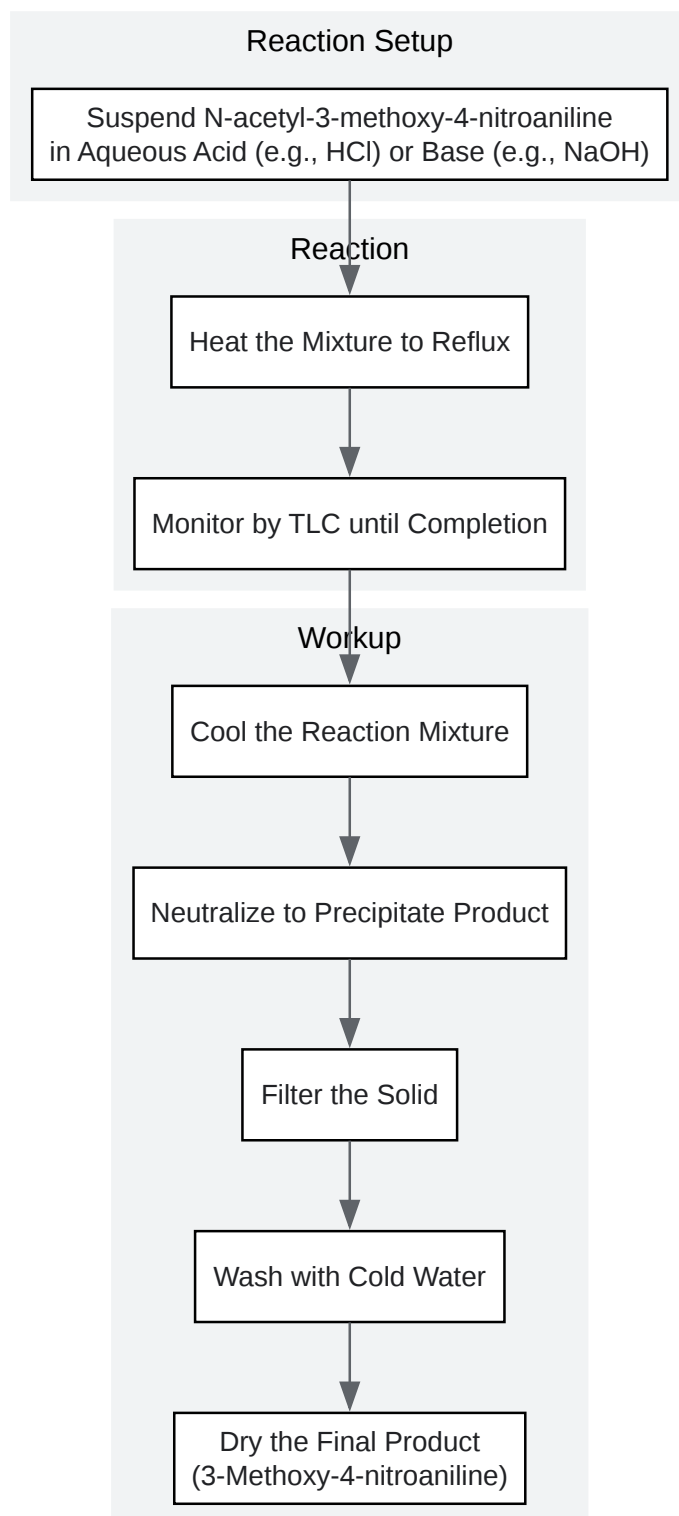 Reaction Setup
Suspend N-acetyl-3-methoxy-4-nitroaniline
in Aqueous Acid (e.g., HCl) or Base (e.g., NaOH)
Reaction
Heat the Mixture to Reflux
Monitor by TLC until Completion
Workup
Cool the Reaction Mixture
Neutralize to Precipitate Product
Filter the Solid
Wash with Cold Water
Dry the Final Product
(3-Methoxy-4-nitroaniline)